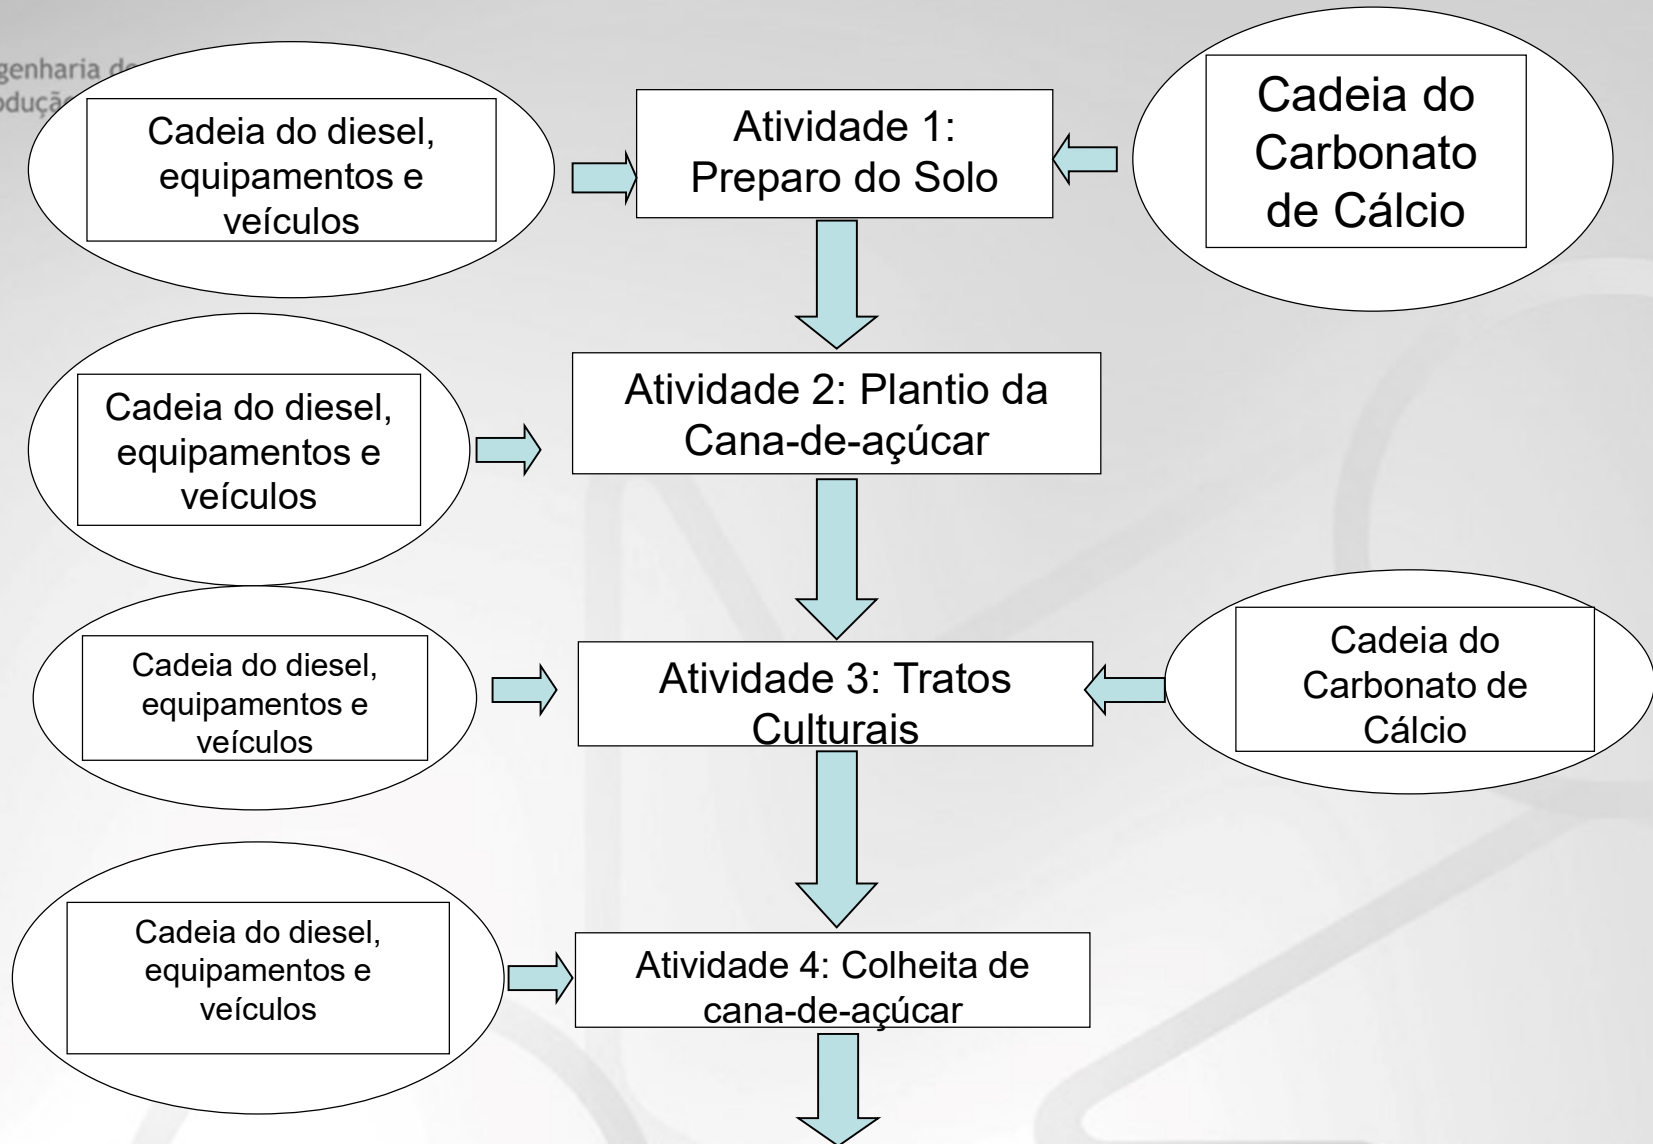 Cadeia do diesel,
equipamentos e
veículos
Atividade 1:
Preparo do Solo
Cadeia do
Carbonato
de Cálcio
Cadeia do diesel,
equipamentos e
veículos
Atividade 2: Plantio da
Cana-de-açúcar
Cadeia do diesel,
equipamentos e
veículos
Atividade 3: Tratos
Culturais
Cadeia do
Carbonato de
Cálcio
Cadeia do diesel,
equipamentos e
veículos
Atividade 4: Colheita de
cana-de-açúcar